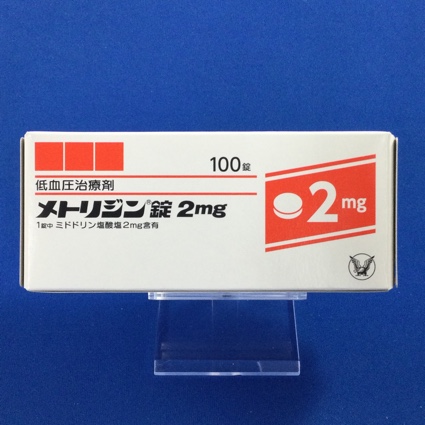 100錠
低血圧治療剤
メトリジン®錠 2mg
1錠中 ミドドリン塩酸塩2mg含有
2mg